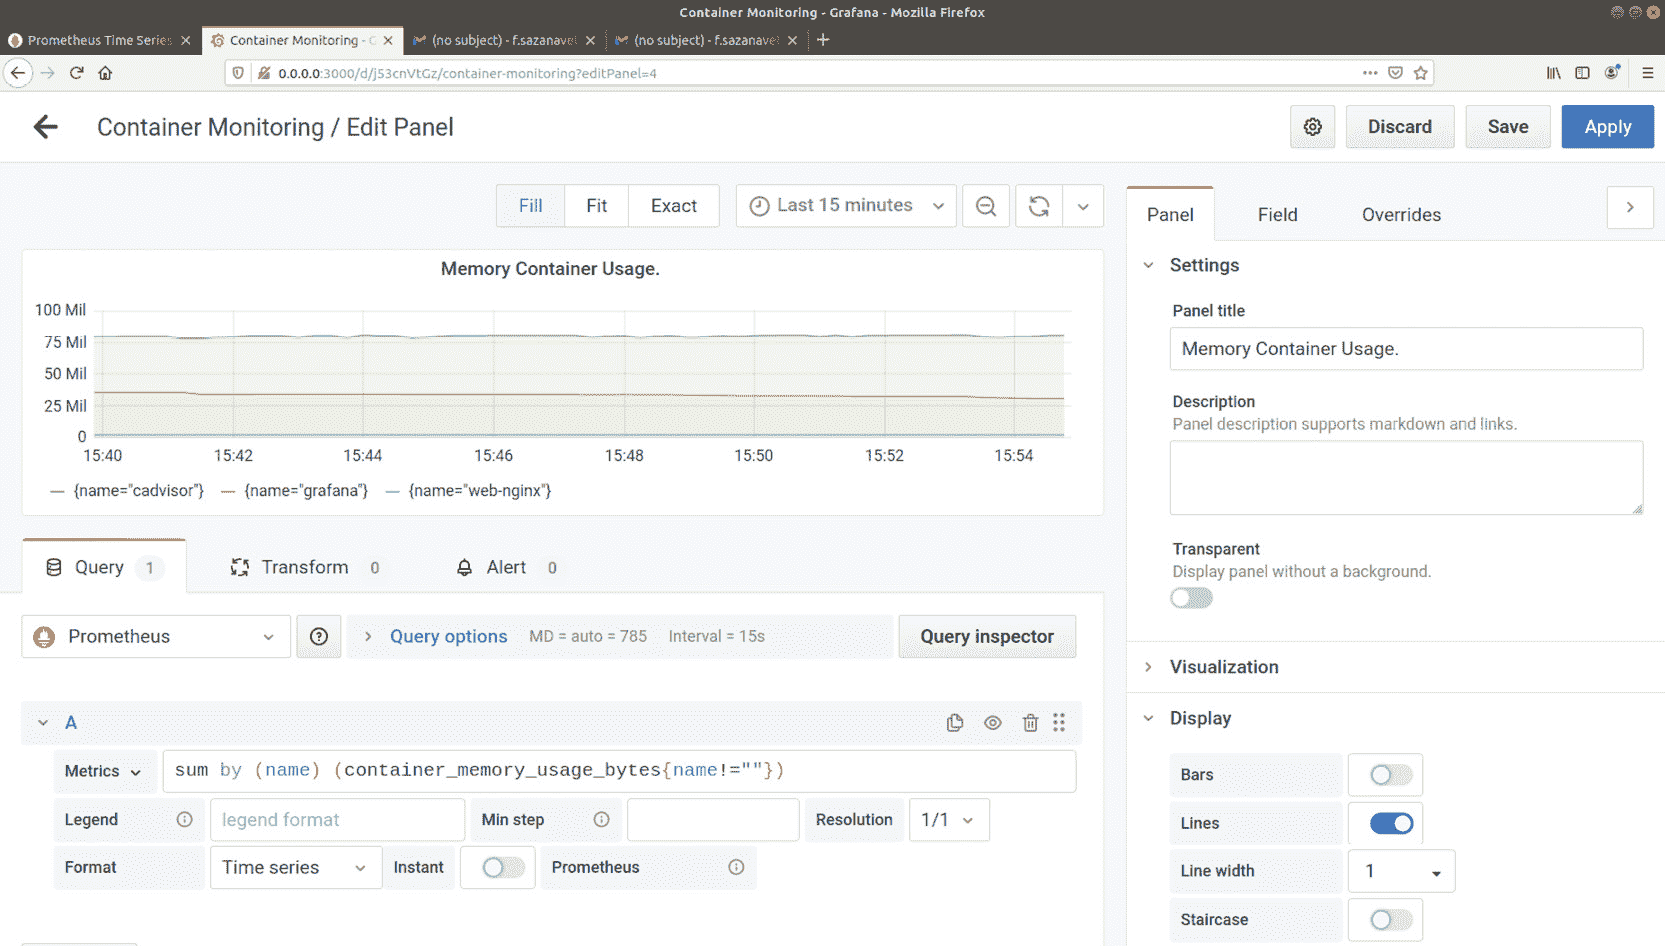 Container Monitoring - Grafana - Mozilla Firefox
Prometheus Time Series
Container Monitoring - G
(no subject) - f.sazanavet
(no subject) - f.sazanavet
0.0.0.0:3000/d/j53cnVtGz/container-monitoring?editPanel=4
Container Monitoring / Edit Panel
Discard
Save
Apply
Fill
Fit
Exact
Last 15 minutes
Panel
Field
Overrides
Memory Container Usage.
100 Mil
75 Mil
50 Mil
25 Mil
0
15:40 15:42 15:44 15:46 15:48 15:50 15:52 15:54
{name="cadvisor"} {name="grafana"} {name="web-nginx"}
Settings
Panel title
Memory Container Usage.
Description
Panel description supports markdown and links.
Transparent
Display panel without a background.
Query 1
Transform 0
Alert 0
Prometheus
Query options MD = auto = 785 Interval = 15s
Query inspector
A
Metrics
sum by (name) (container_memory_usage_bytes{name!=""})
Legend
legend format
Min step
Resolution
1/1
Format
Time series
Instant
Prometheus
Visualization
Display
Bars
Lines
Line width
1
Staircase